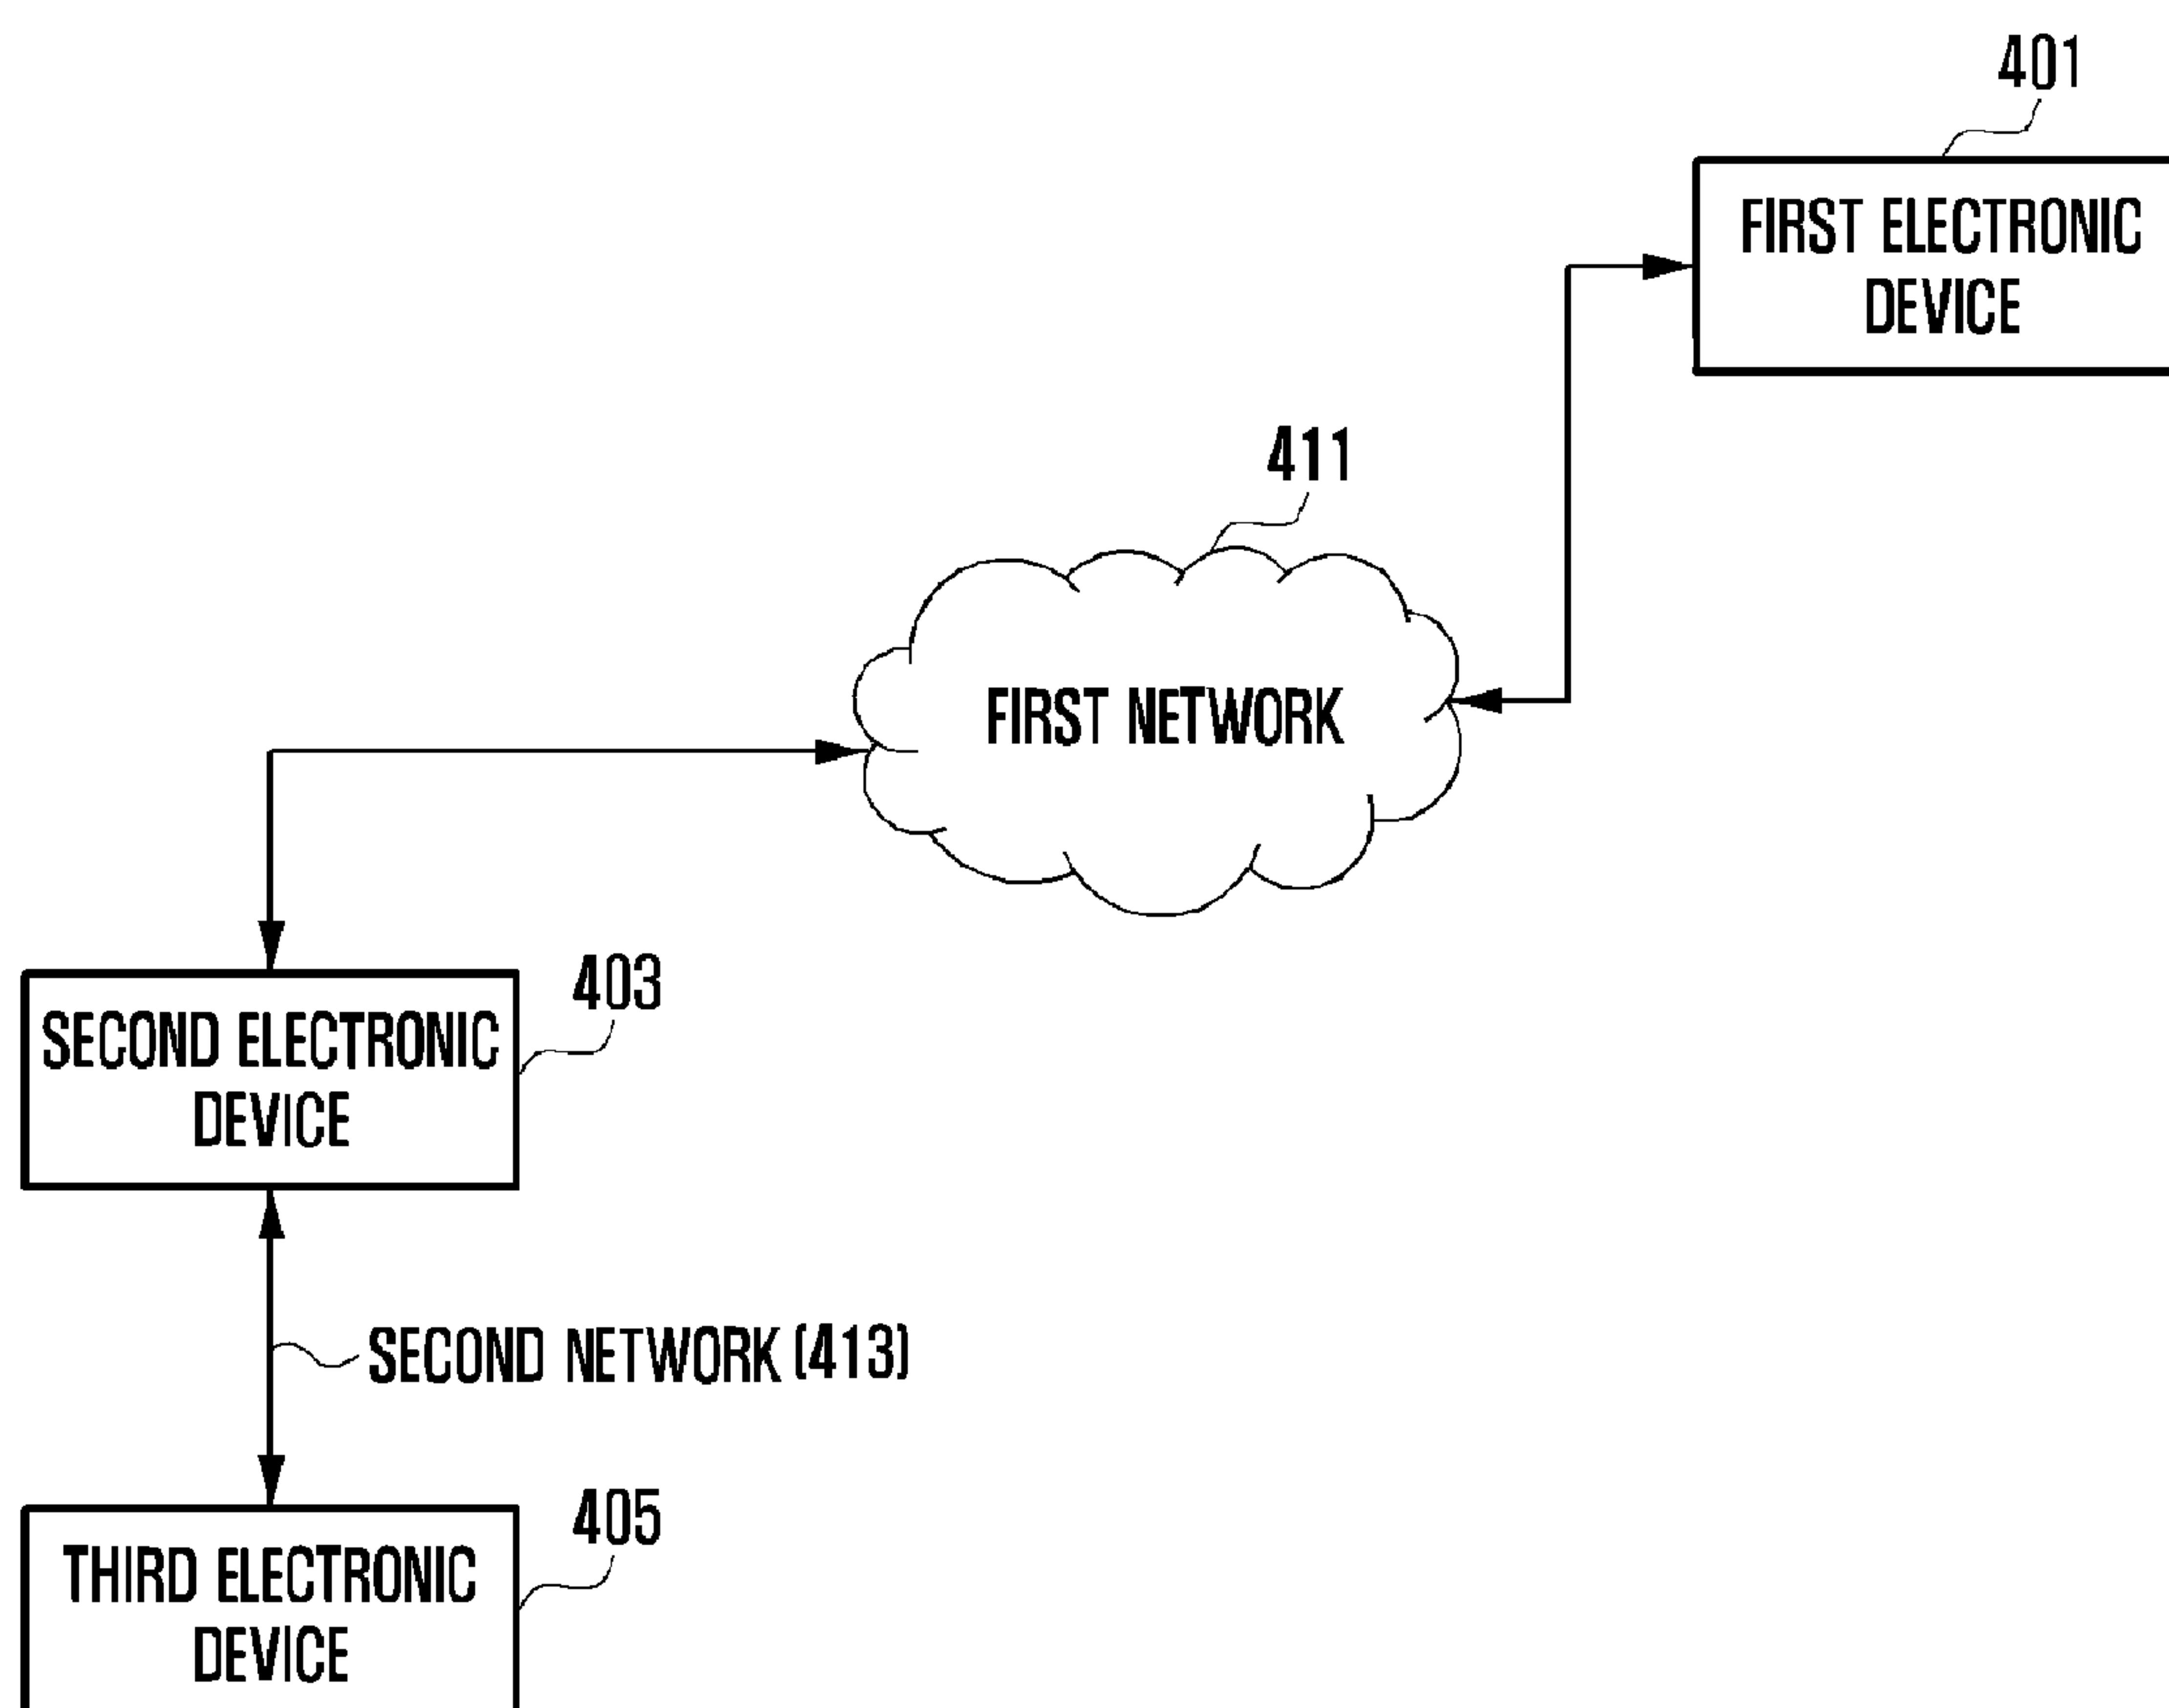 401
FIRST ELECTRONIC
DEVICE
411
FIRST NETWORK
403
SECOND ELECTRONIC
DEVICE
SECOND NETWORK (413)
405
THIRD ELECTRONIC
DEVICE